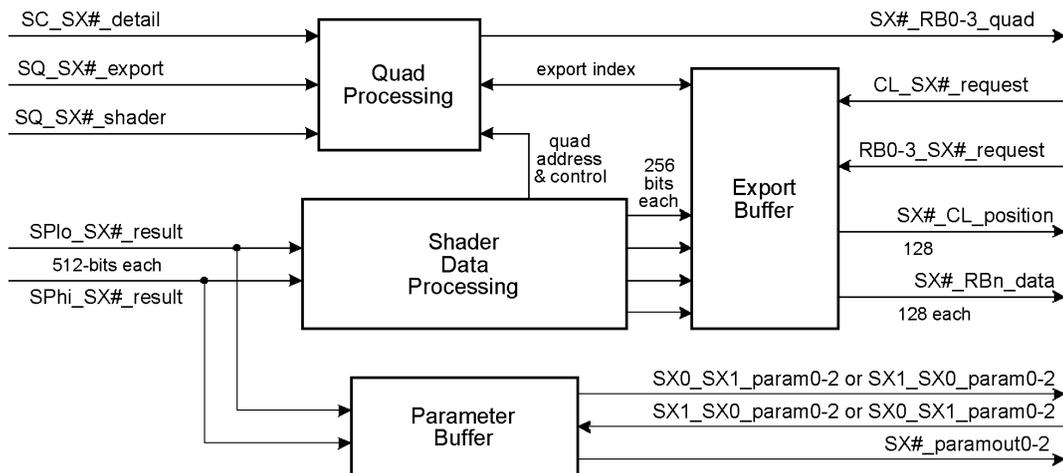 SC_SX#_detail
SQ_SX#_export
SQ_SX#_shader
Quad
Processing
SX#_RB0-3_quad
export index
CL_SX#_request
RB0-3_SX#_request
quad
address
& control
256
bits
each
Export
Buffer
SX#_CL_position
128
SX#_RBn_data
128 each
SPlo_SX#_result
512-bits each
SPhi_SX#_result
Shader
Data
Processing
Parameter
Buffer
SX0_SX1_param0-2 or SX1_SX0_param0-2
SX1_SX0_param0-2 or SX0_SX1_param0-2
SX#_paramout0-2